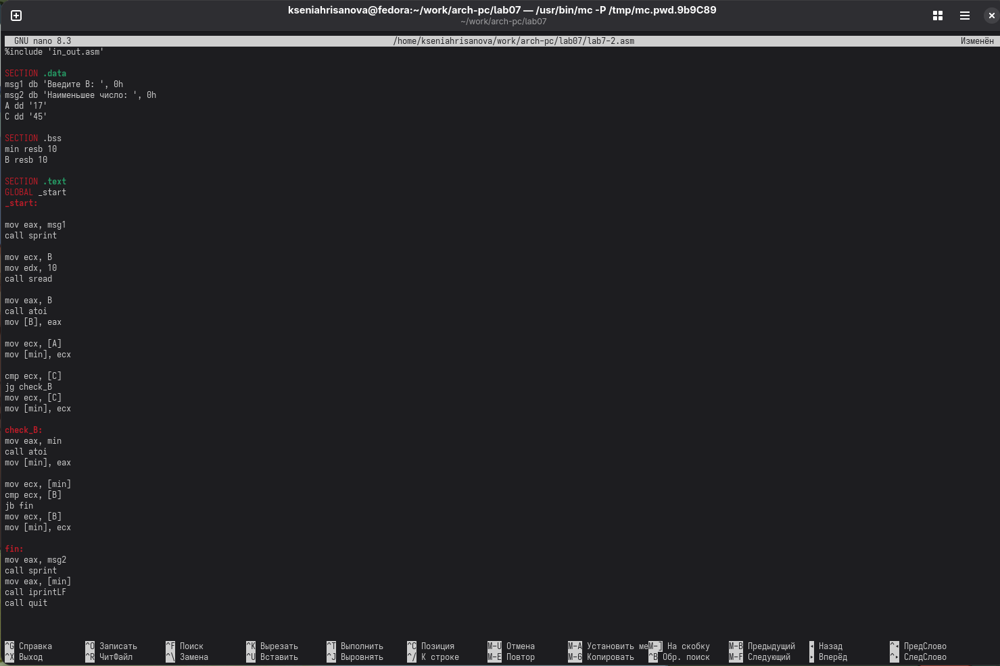 kseniahrisanova@fedora:~/work/arch-pc/lab07 — /usr/bin/mc -P /tmp/mc.pwd.9b9C89
~/work/arch-pc/lab07
GNU nano 8.3 /home/kseniahrisanova/work/arch-pc/lab07/lab7-2.asm Изменён
%include 'in_out.asm'
SECTION .data
msg1 db 'Введите B: ', 0h
msg2 db 'Наименьшее число: ', 0h
A dd '17'
C dd '45'
SECTION .bss
min resb 10
B resb 10
SECTION .text
GLOBAL _start
_start:
mov eax, msg1
call sprint
mov ecx, B
mov edx, 10
call sread
mov eax, B
call atoi
mov [B], eax
mov ecx, [A]
mov [min], ecx
cmp ecx, [C]
jg check_B
mov ecx, [C]
mov [min], ecx
check_B:
mov eax, min
call atoi
mov [min], eax
mov ecx, [min]
cmp ecx, [B]
jb fin
mov ecx, [B]
mov [min], ecx
fin:
mov eax, msg2
call sprint
mov eax, [min]
call iprintLF
call quit
^G Справка ^O Записать ^F Поиск ^K Вырезать ^T Выполнить ^C Позиция M-U Отмена M-A Установить ме M-] На скобку M-B Предыдущий ◂ Назад ^◂ ПредСлово
^X Выход ^R ЧитФайл ^\ Замена ^U Вставить ^J Выровнять ^/ К строке M-E Повтор M-6 Копировать ^B Обр. поиск M-F Следующий ▸ Вперёд ^▸ СледСлово